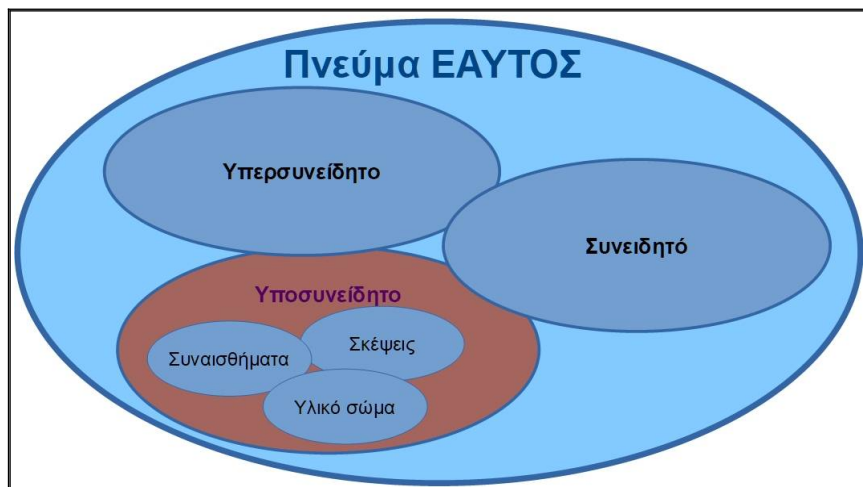 Πνεύμα ΕΑΥΤΟΣ
Υπερσυνείδητο
Συνειδητό
Υποσυνείδητο
Σκέψεις
Συναισθήματα
Υλικό σώμα